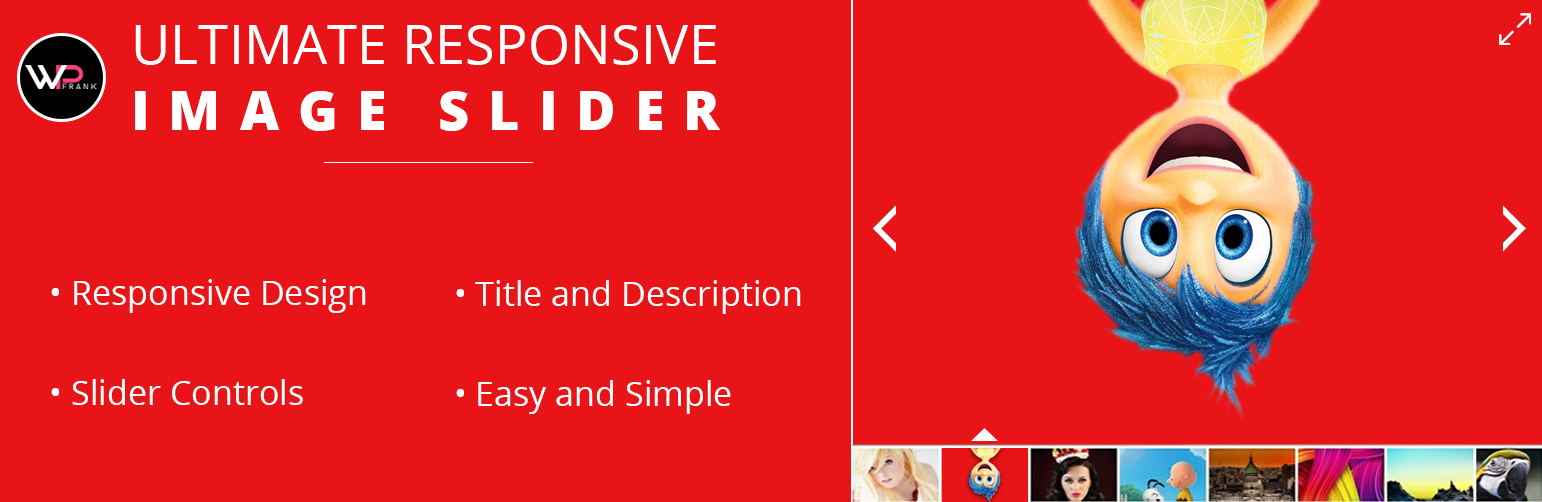 WP
FRANK
ULTIMATE RESPONSIVE
IMAGE SLIDER
• Responsive Design
• Title and Description
• Slider Controls
• Easy and Simple